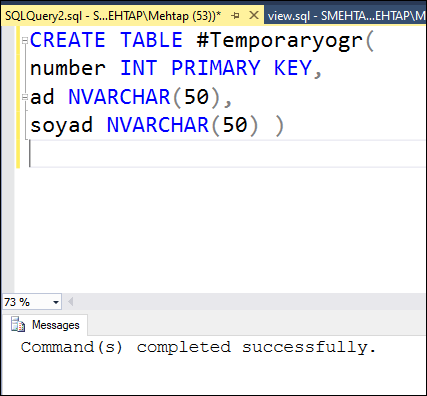 SQLQuery2.sql - S...EHTAP\Mehtap (53))* view.sql - SMEHTA...EHTAP\M
CREATE TABLE #Temporaryogr(
number INT PRIMARY KEY,
ad NVARCHAR(50),
soyad NVARCHAR(50) )
73 %
Messages
Command(s) completed successfully.